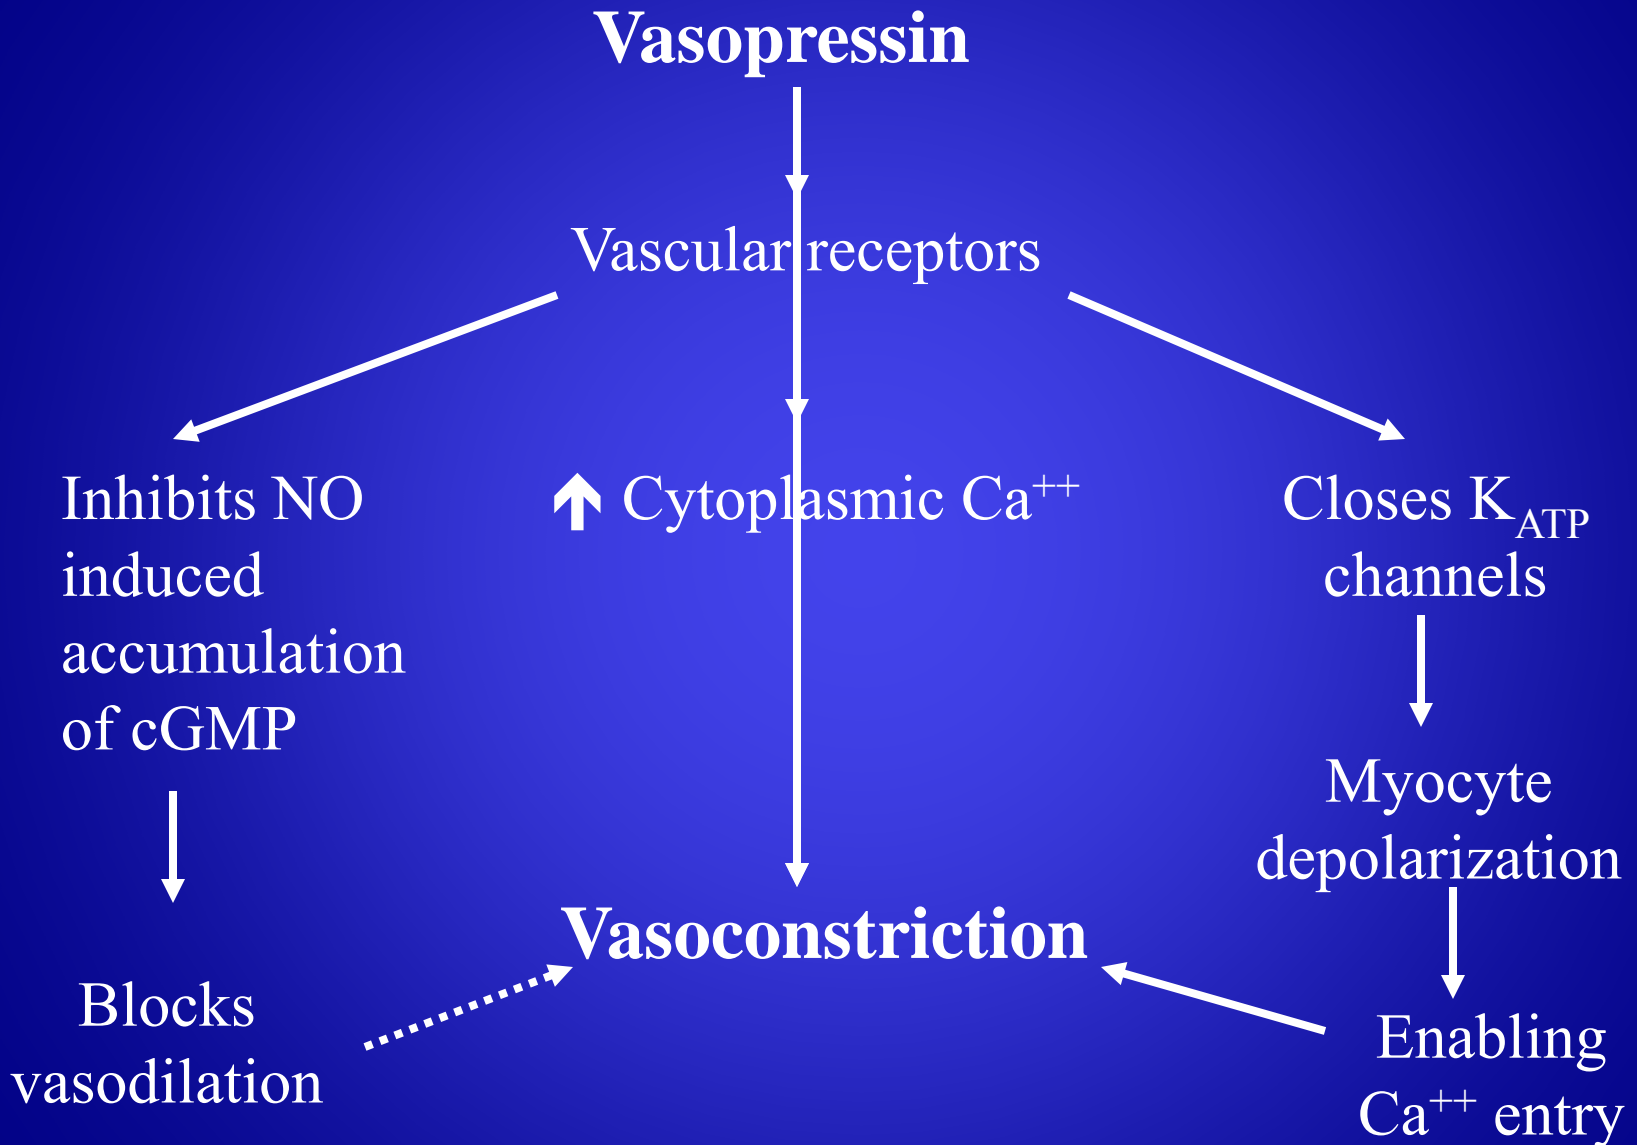 Vasopressin
Vascular receptors
Inhibits NO
induced
accumulation
of cGMP
Blocks
vasodilation
⬆ Cytoplasmic Ca⁺⁺
Vasoconstriction
Closes K_ATP
channels
Myocyte
depolarization
Enabling
Ca⁺⁺ entry